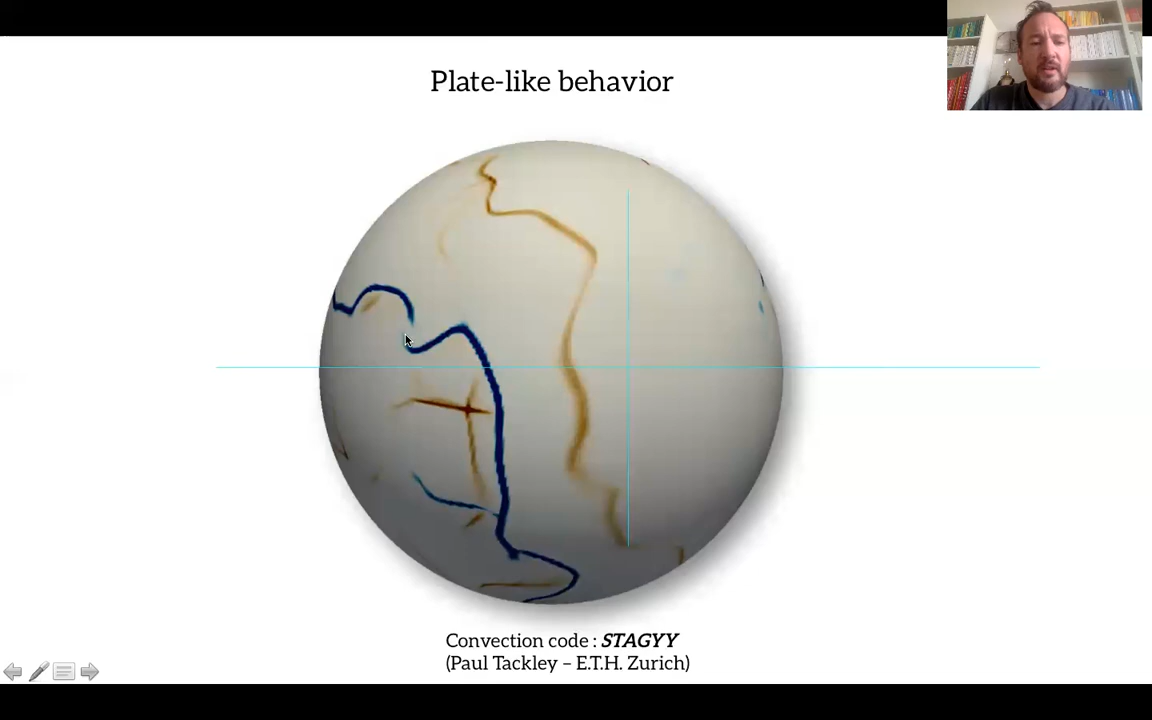 Plate-like behavior
Convection code : STAGYY
(Paul Tackley – E.T.H. Zurich)